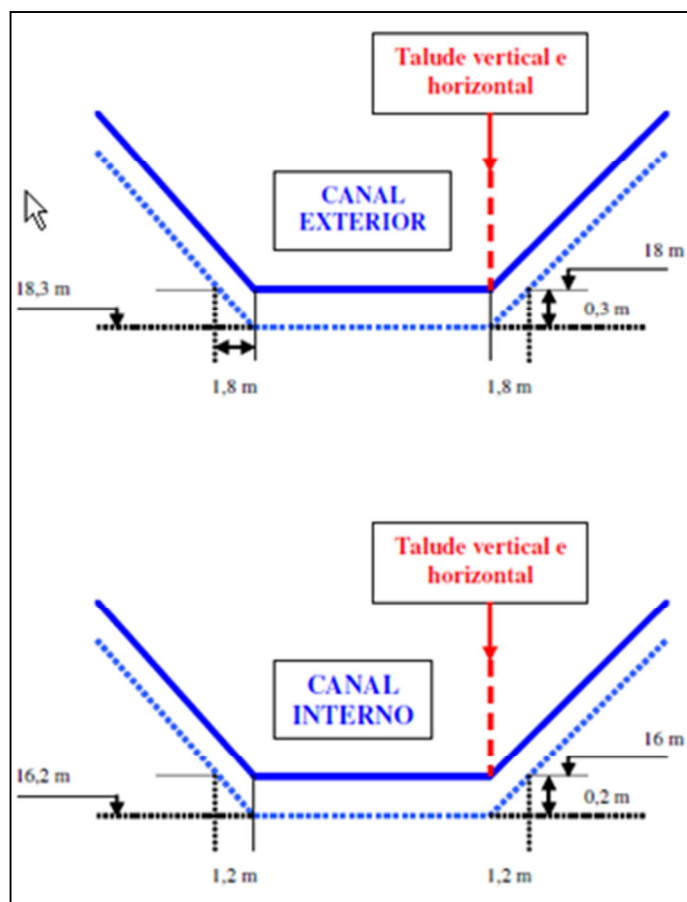 Talude vertical e
horizontal
CANAL
EXTERIOR
18 m
18,3 m
0,3 m
1,8 m
1,8 m
Talude vertical e
horizontal
CANAL
INTERNO
16 m
16,2 m
0,2 m
1,2 m
1,2 m